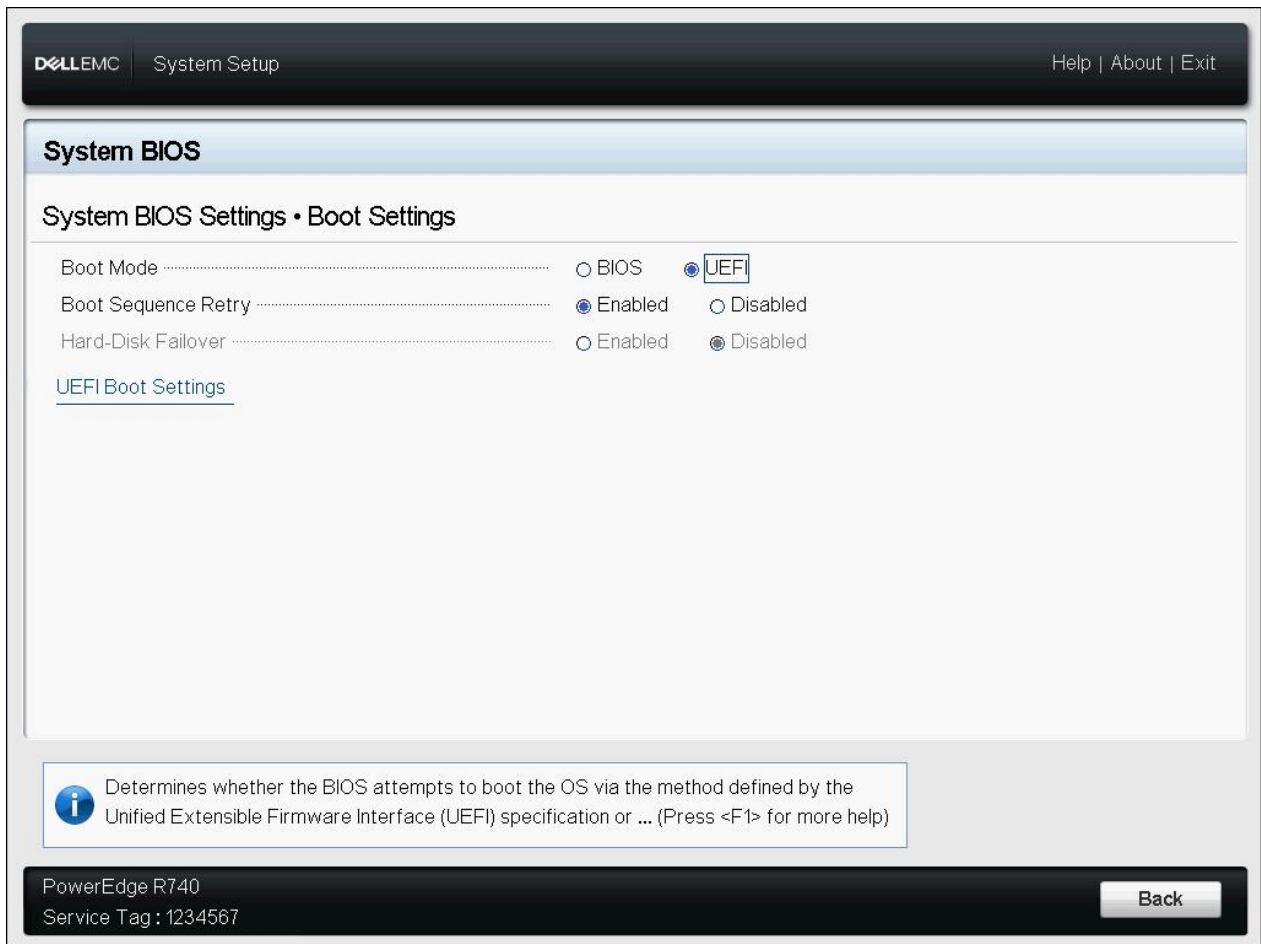 DELLEMC System Setup Help | About | Exit
System BIOS
System BIOS Settings • Boot Settings
Boot Mode BIOS UEFI
Boot Sequence Retry Enabled Disabled
Hard-Disk Failover Enabled Disabled
UEFI Boot Settings
Determines whether the BIOS attempts to boot the OS via the method defined by the
Unified Extensible Firmware Interface (UEFI) specification or ... (Press <F1> for more help)
PowerEdge R740
Service Tag : 1234567
Back